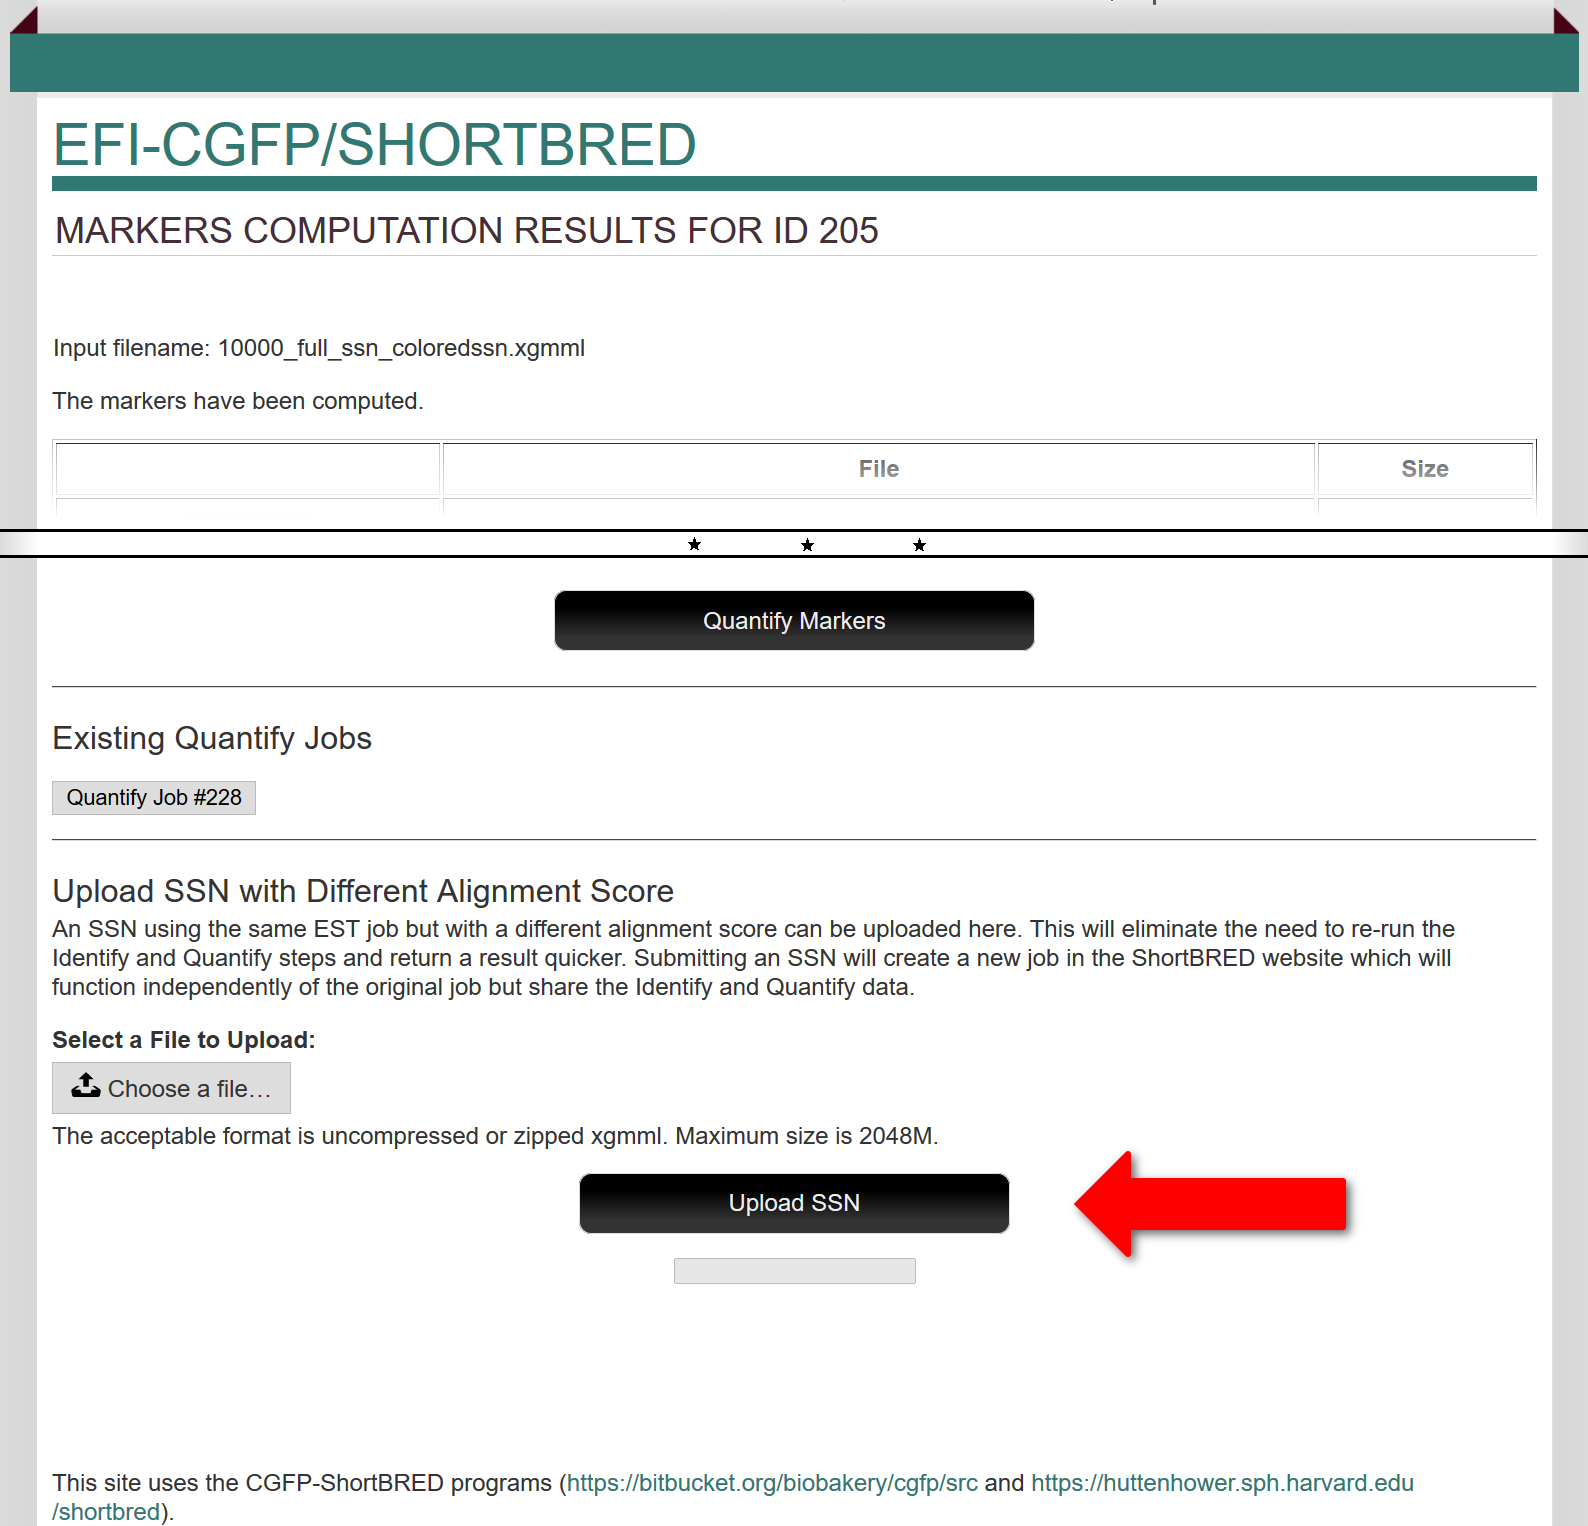 EFI-CGFP/SHORTBRED
MARKERS COMPUTATION RESULTS FOR ID 205
Input filename: 10000_full_ssn_coloredssn.xgmml
The markers have been computed.
File Size
Quantify Markers
Existing Quantify Jobs
Quantify Job #228
Upload SSN with Different Alignment Score
An SSN using the same EST job but with a different alignment score can be uploaded here. This will eliminate the need to re-run the
Identify and Quantify steps and return a result quicker. Submitting an SSN will create a new job in the ShortBRED website which will
function independently of the original job but share the Identify and Quantify data.
Select a File to Upload:
Choose a file…
The acceptable format is uncompressed or zipped xgmml. Maximum size is 2048M.
Upload SSN
This site uses the CGFP-ShortBRED programs (https://bitbucket.org/biobakery/cgfp/src and https://huttenhower.sph.harvard.edu
/shortbred).